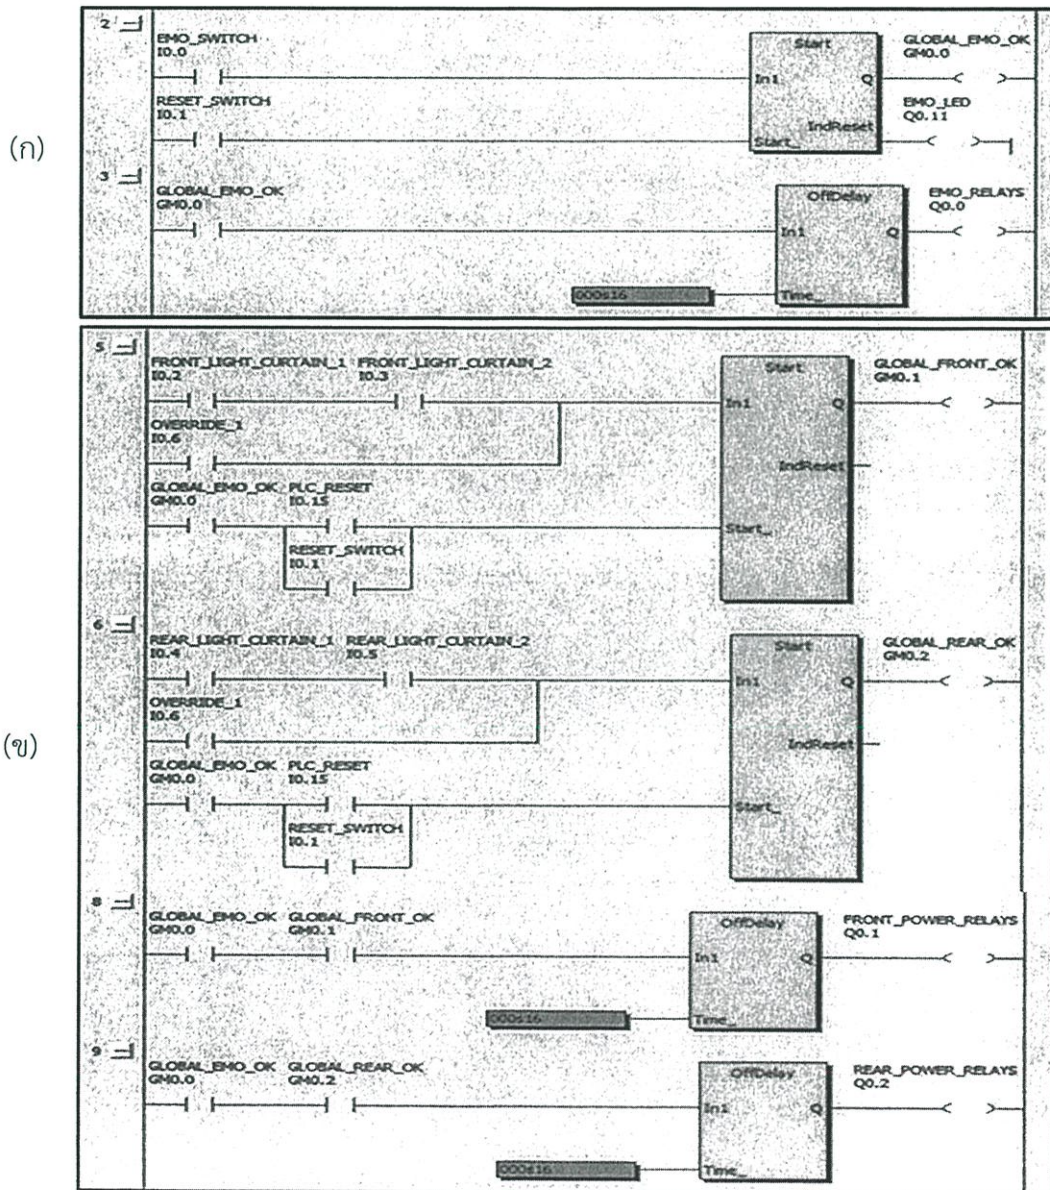 (ก)
2
EMO_SWITCH
I0.0
Start
GLOBAL_EMO_OK
GM0.0
In1
Q
RESET_SWITCH
I0.1
EMO_LED
Q0.11
IndReset
Start_
3
GLOBAL_EMO_OK
GM0.0
OffDelay
EMO_RELAYS
Q0.0
In1
Q
000s16
Time_
(ข)
5
FRONT_LIGHT_CURTAIN_1
I0.2
FRONT_LIGHT_CURTAIN_2
I0.3
Start
GLOBAL_FRONT_OK
GM0.1
In1
Q
OVERRIDE_1
I0.6
IndReset
GLOBAL_EMO_OK
GM0.0
PLC_RESET
I0.15
Start_
RESET_SWITCH
I0.1
6
REAR_LIGHT_CURTAIN_1
I0.4
REAR_LIGHT_CURTAIN_2
I0.5
Start
GLOBAL_REAR_OK
GM0.2
In1
Q
OVERRIDE_1
I0.6
IndReset
GLOBAL_EMO_OK
GM0.0
PLC_RESET
I0.15
Start_
RESET_SWITCH
I0.1
8
GLOBAL_EMO_OK
GM0.0
GLOBAL_FRONT_OK
GM0.1
OffDelay
FRONT_POWER_RELAYS
Q0.1
In1
Q
000s16
Time_
9
GLOBAL_EMO_OK
GM0.0
GLOBAL_REAR_OK
GM0.2
OffDelay
REAR_POWER_RELAYS
Q0.2
In1
Q
000s16
Time_